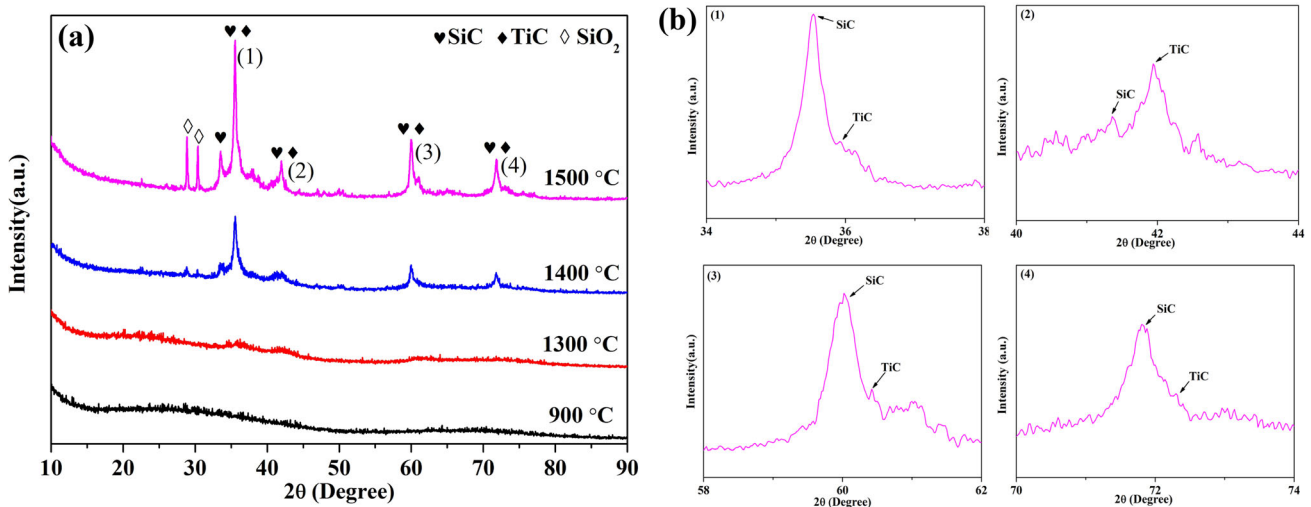 (a)
♥SiC ♦TiC ◊SiO2
♥ ♦
(1)
◊ ◊ ♥
♥ ♦
(2)
♥ ♦
(3)
♥ ♦
(4)
1500 °C
1400 °C
1300 °C
900 °C
Intensity(a.u.)
10 20 30 40 50 60 70 80 90
2θ (Degree)
(b)
(1)
SiC
TiC
Intensity (a.u.)
34 36 38
2θ (Degree)
(2)
TiC
SiC
Intensity (a.u.)
40 42 44
2θ (Degree)
(3)
SiC
TiC
Intensity(a.u.)
58 60 62
2θ (Degree)
(4)
SiC
TiC
Intensity (a.u.)
70 72 74
2θ (Degree)